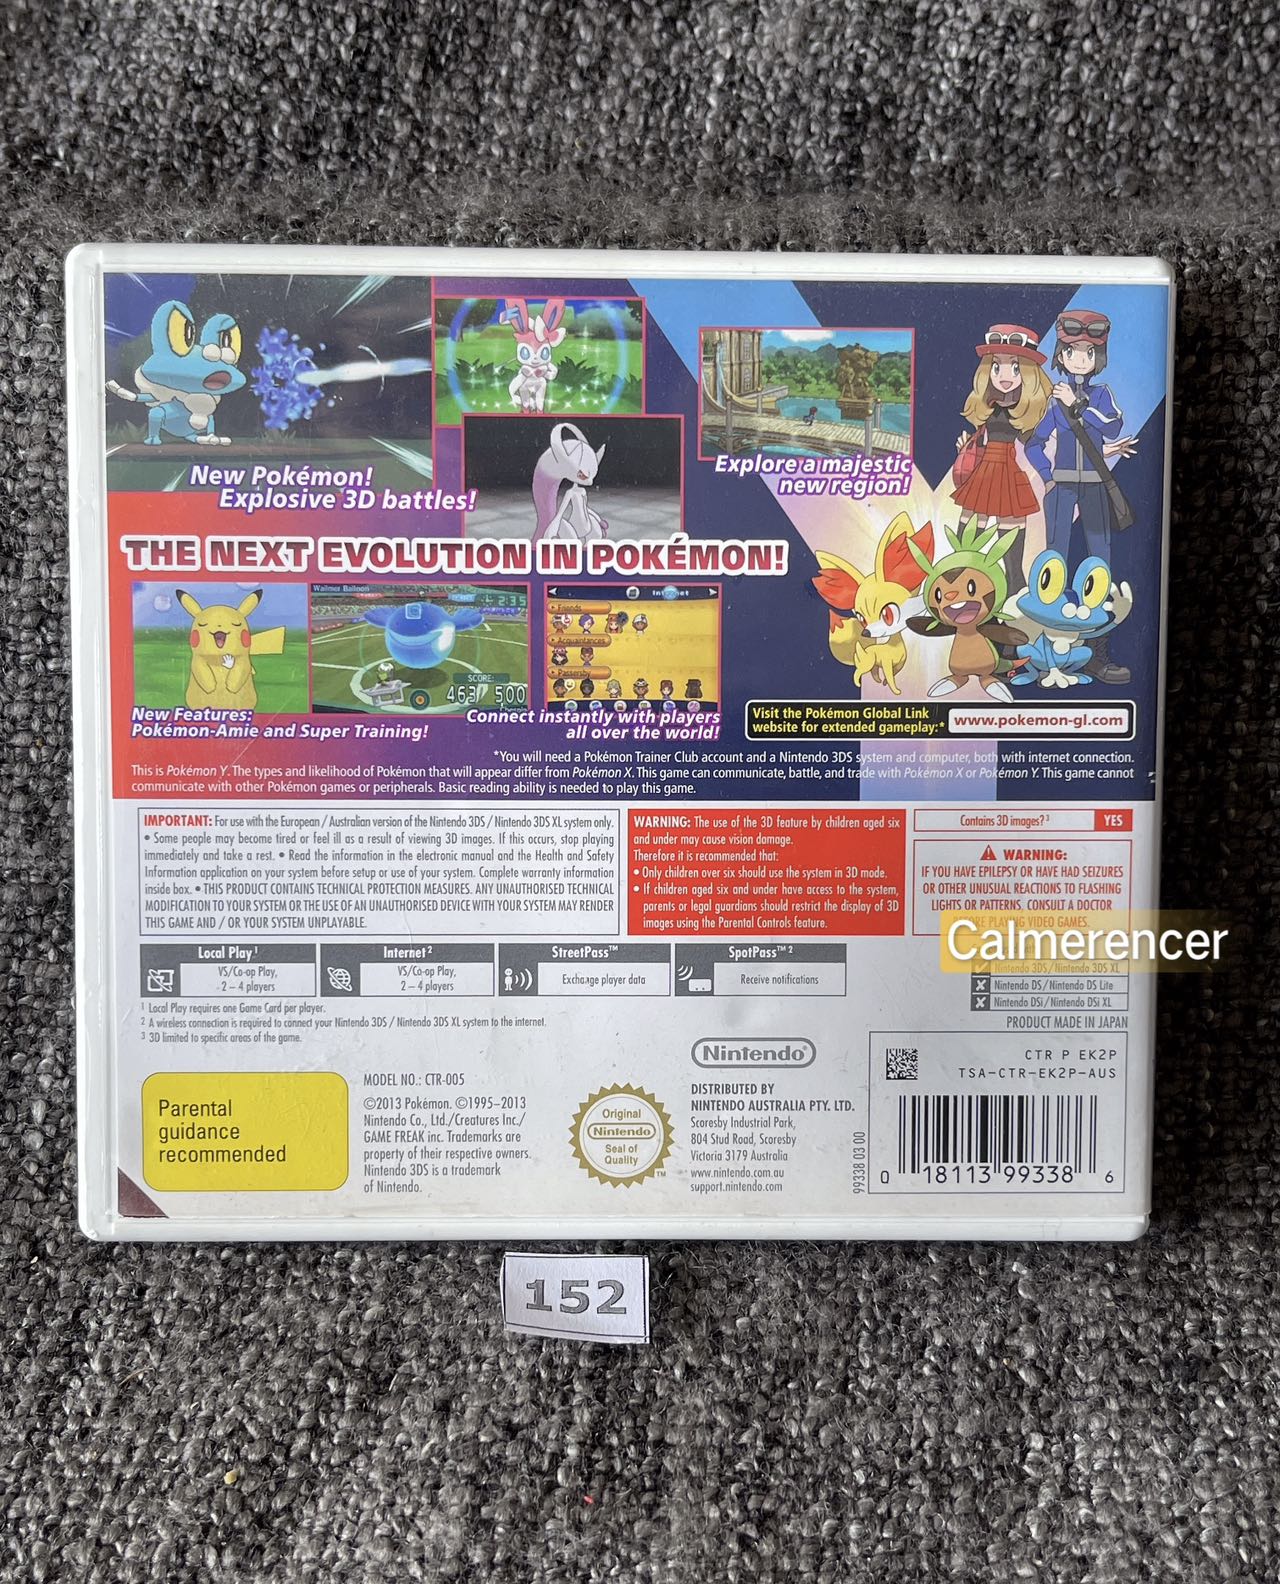 New Pokémon!
Explosive 3D battles!
Explore a majestic
new region!
THE NEXT EVOLUTION IN POKÉMON!
Wailmer Balloon
2:35
SCORE:
463/500
Internet
Friends
Acquaintances
Passersby
New Features:
Pokémon-Amie and Super Training!
Connect instantly with players
all over the world!
Visit the Pokémon Global Link
website for extended gameplay:*
www.pokemon-gl.com
*You will need a Pokémon Trainer Club account and a Nintendo 3DS system and computer, both with internet connection.
This is Pokémon Y. The types and likelihood of Pokémon that will appear differ from Pokémon X. This game can communicate, battle, and trade with Pokémon X or Pokémon Y. This game cannot
communicate with other Pokémon games or peripherals. Basic reading ability is needed to play this game.
IMPORTANT: For use with the European / Australian version of the Nintendo 3DS / Nintendo 3DS XL system only.
• Some people may become tired or feel ill as a result of viewing 3D images. If this occurs, stop playing
immediately and take a rest. • Read the information in the electronic manual and the Health and Safety
Information application on your system before setup or use of your system. Complete warranty information
inside box. • THIS PRODUCT CONTAINS TECHNICAL PROTECTION MEASURES. ANY UNAUTHORISED TECHNICAL
MODIFICATION TO YOUR SYSTEM OR THE USE OF AN UNAUTHORISED DEVICE WITH YOUR SYSTEM MAY RENDER
THIS GAME AND / OR YOUR SYSTEM UNPLAYABLE.
WARNING: The use of the 3D feature by children aged six
and under may cause vision damage.
Therefore it is recommended that:
• Only children over six should use the system in 3D mode.
• If children aged six and under have access to the system,
parents or legal guardians should restrict the display of 3D
images using the Parental Controls feature.
Contains 3D images?³ YES
WARNING:
IF YOU HAVE EPILEPSY OR HAVE HAD SEIZURES
OR OTHER UNUSUAL REACTIONS TO FLASHING
LIGHTS OR PATTERNS, CONSULT A DOCTOR
BEFORE PLAYING VIDEO GAMES.
Calmerencer
Nintendo 3DS/Nintendo 3DS XL
Nintendo DS/Nintendo DS Lite
Nintendo DSi/Nintendo DSi XL
PRODUCT MADE IN JAPAN
Local Play¹
VS/Co-op Play,
2 – 4 players
Internet²
VS/Co-op Play,
2 – 4 players
StreetPass™
Exchange player data
SpotPass™ ²
Receive notifications
¹ Local Play requires one Game Card per player.
² A wireless connection is required to connect your Nintendo 3DS / Nintendo 3DS XL system to the internet.
³ 3D limited to specific areas of the game.
Parental
guidance
recommended
MODEL NO.: CTR-005
©2013 Pokémon. ©1995–2013
Nintendo Co., Ltd./Creatures Inc./
GAME FREAK inc. Trademarks are
property of their respective owners.
Nintendo 3DS is a trademark
of Nintendo.
Original
Nintendo
Seal of
Quality
™
Nintendo®
DISTRIBUTED BY
NINTENDO AUSTRALIA PTY. LTD.
Scoresby Industrial Park,
804 Stud Road, Scoresby
Victoria 3179 Australia
www.nintendo.com.au
support.nintendo.com
99338 03 00
CTR P EK2P
TSA-CTR-EK2P-AUS
0 18113 99338 6
152